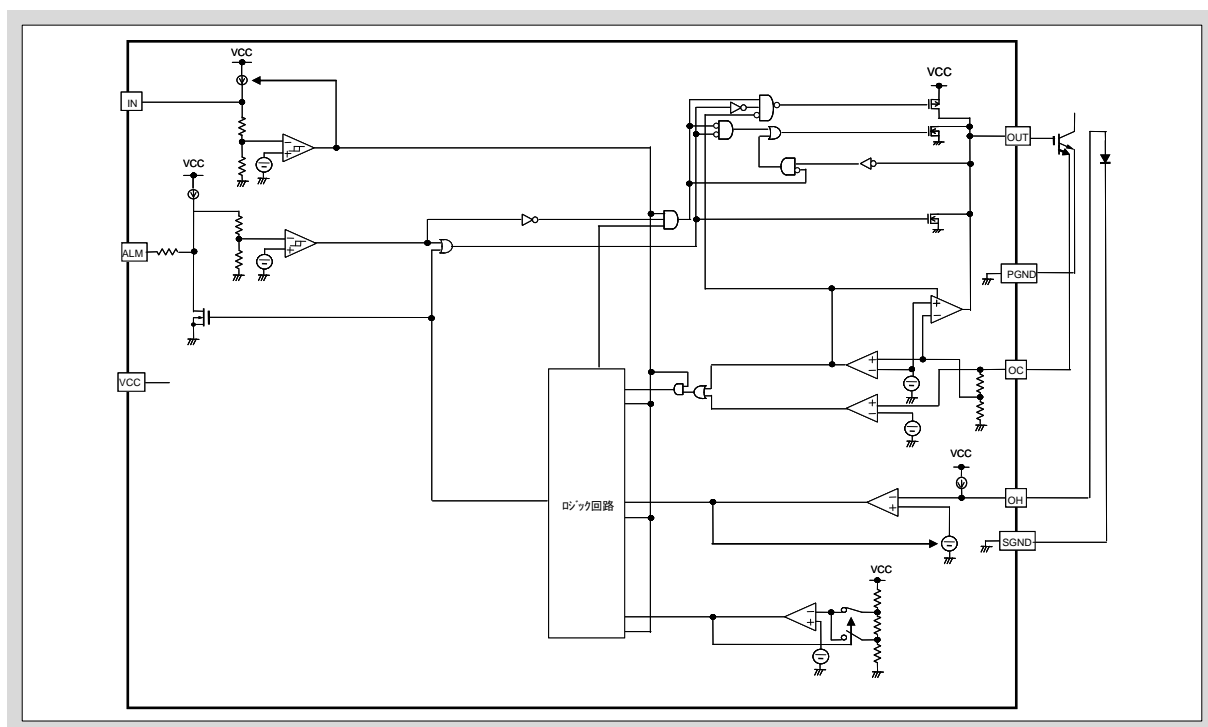 VCC
IN
VCC
ALM
VCC
VCC
OUT
PGND
OC
VCC
OH
SGND
ﾛｼﾞｯｸ回路
VCC